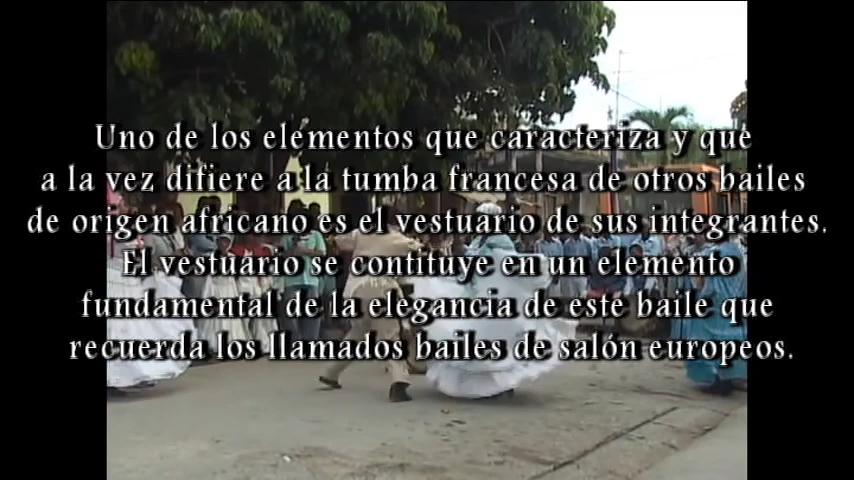 Uno de los elementos que caracteriza y que
a la vez difiere a la tumba francesa de otros bailes
de origen africano es el vestuario de sus integrantes.
El vestuario se contituye en un elemento
fundamental de la elegancia de este baile que
recuerda los llamados bailes de salón europeos.